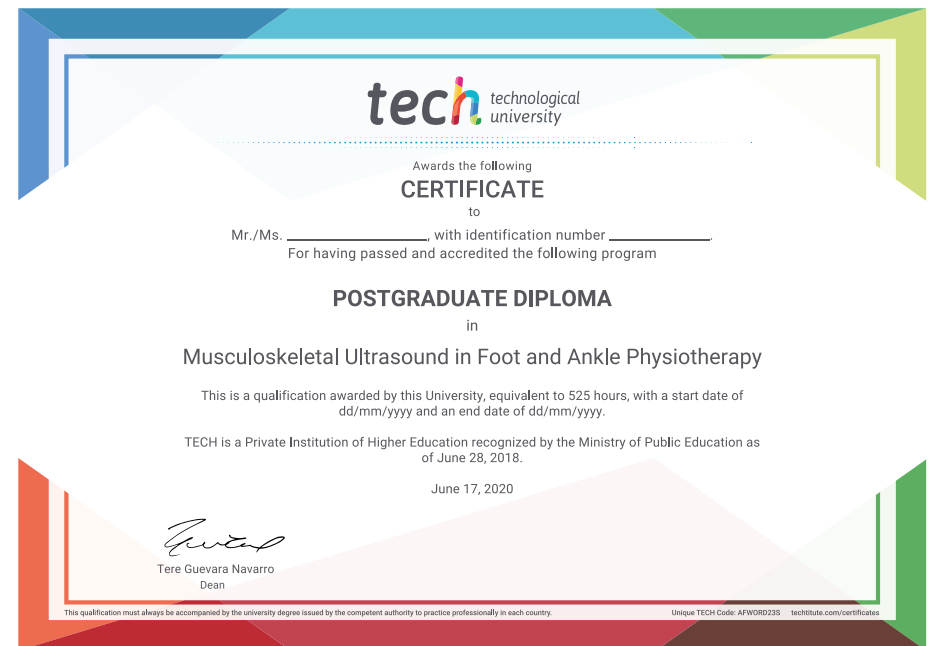 tech technological
university
Awards the following
CERTIFICATE
to
Mr./Ms. ____________________, with identification number ______________.
For having passed and accredited the following program
POSTGRADUATE DIPLOMA
in
Musculoskeletal Ultrasound in Foot and Ankle Physiotherapy
This is a qualification awarded by this University, equivalent to 525 hours, with a start date of
dd/mm/yyyy and an end date of dd/mm/yyyy.
TECH is a Private Institution of Higher Education recognized by the Ministry of Public Education as
of June 28, 2018.
June 17, 2020
Tere Guevara Navarro
Dean
This qualification must always be accompanied by the university degree issued by the competent authority to practice professionally in each country.
Unique TECH Code: AFWORD23S techtitute.com/certificates